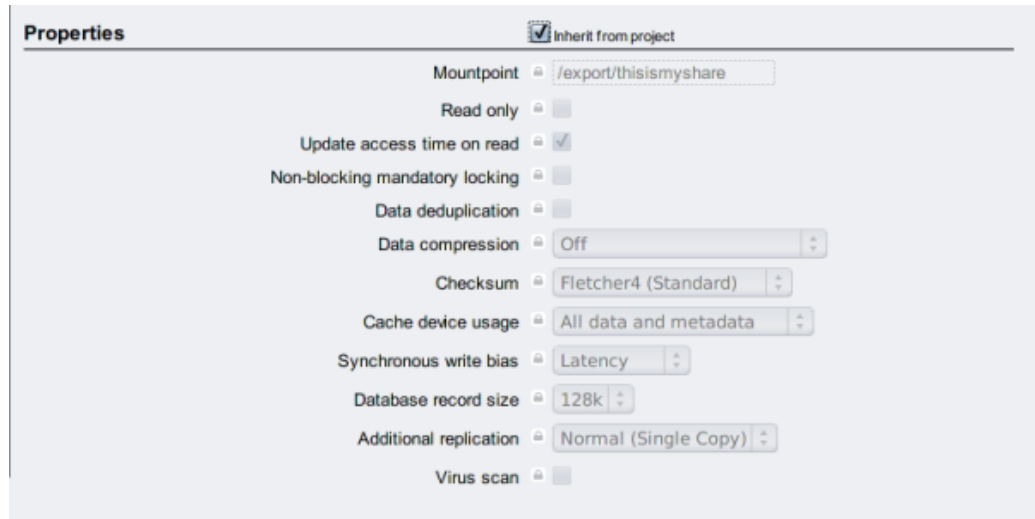 Properties Inherit from project
Mountpoint /export/thisismyshare
Read only
Update access time on read
Non-blocking mandatory locking
Data deduplication
Data compression Off
Checksum Fletcher4 (Standard)
Cache device usage All data and metadata
Synchronous write bias Latency
Database record size 128k
Additional replication Normal (Single Copy)
Virus scan